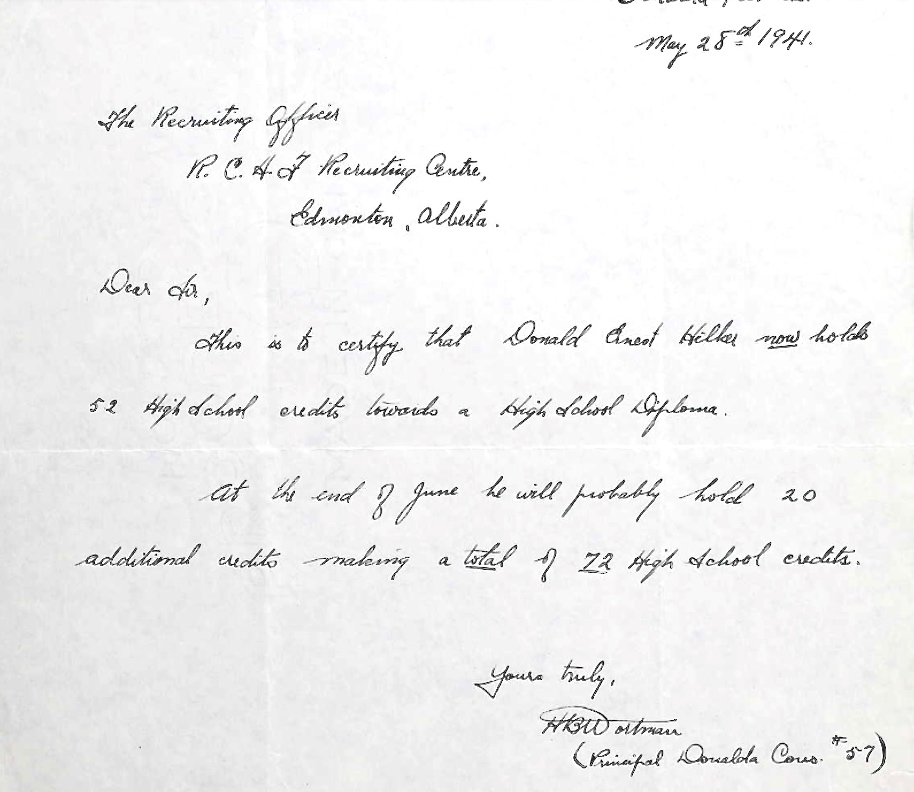 May 28th 1941.
The Recruiting Officer
R. C. A. F Recruiting Centre,
Edmonton, Alberta.
Dear Sir,
This is to certify that Donald Ernest Hilker now holds
52 High School credits towards a High School Diploma.
At the end of June he will probably hold 20
additional credits making a total of 72 High School credits.
Yours truly,
HBWortman
(Principal Donalda Cons. #57)